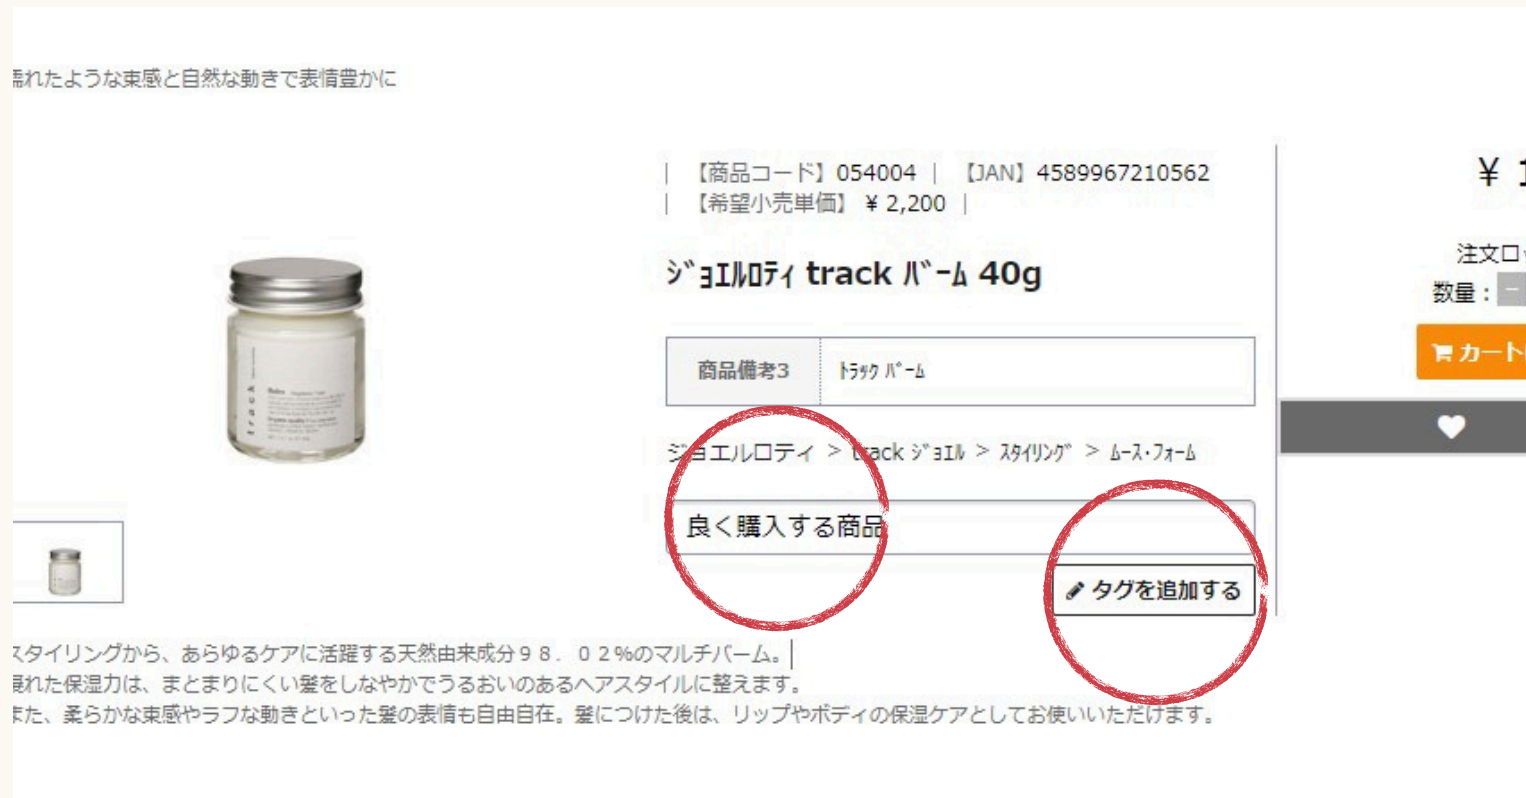 れたような束感と自然な動きで表情豊かに
| 【商品コード】054004 | 【JAN】4589967210562
| 【希望小売単価】 ¥ 2,200 |
ｼﾞｮｴﾙﾛﾃｨ track ﾊﾞｰﾑ 40g
商品備考3 ﾄﾗｯｸ ﾊﾞｰﾑ
ジョエルロティ > track ｼﾞｮｴﾙ > ｽﾀｲﾘﾝｸﾞ > ﾑｰｽ･ﾌｫｰﾑ
良く購入する商品
タグを追加する
¥ 1
注文ロ
数量：
カート
track
Balm
スタイリングから、あらゆるケアに活躍する天然由来成分９８．０２%のマルチバーム。
れた保湿力は、まとまりにくい髪をしなやかでうるおいのあるヘアスタイルに整えます。
また、柔らかな束感やラフな動きといった髪の表情も自由自在。髪につけた後は、リップやボディの保湿ケアとしてお使いいただけます。